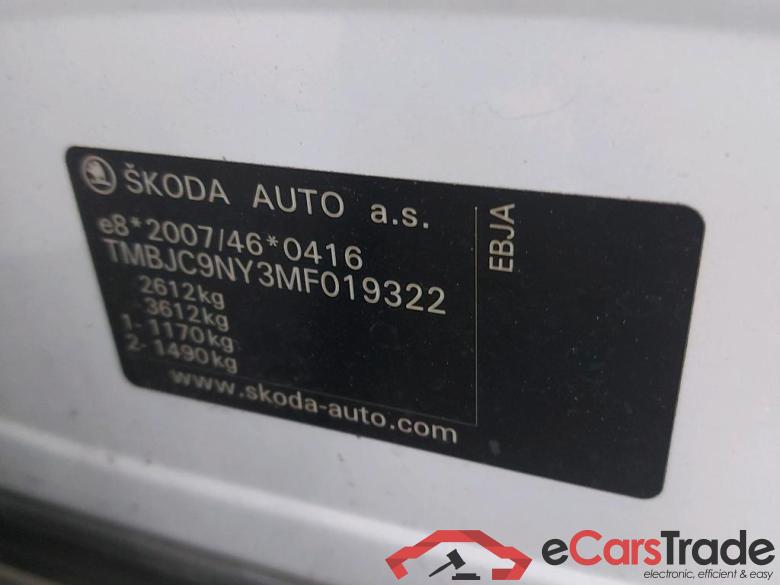 ŠKODA AUTO a.s.
e8*2007/46*0416
TMBJC9NY3MF019322
2612kg
3612kg
1- 1170kg
2- 1490kg
www.skoda-auto.com
EBJA
eCarsTrade
electronic, efficient & easy